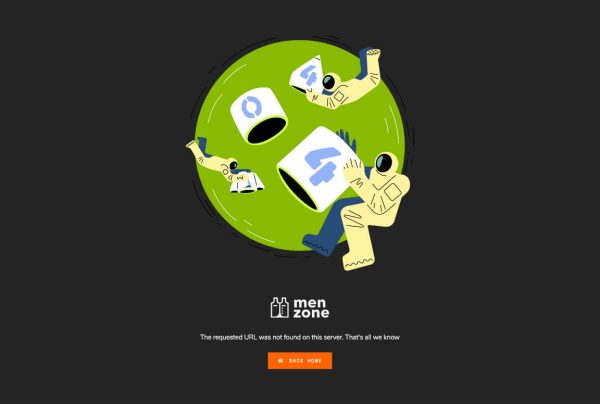 4
0
4
men
zone
The requested URL was not found on this server. That's all we know
BACK HOME